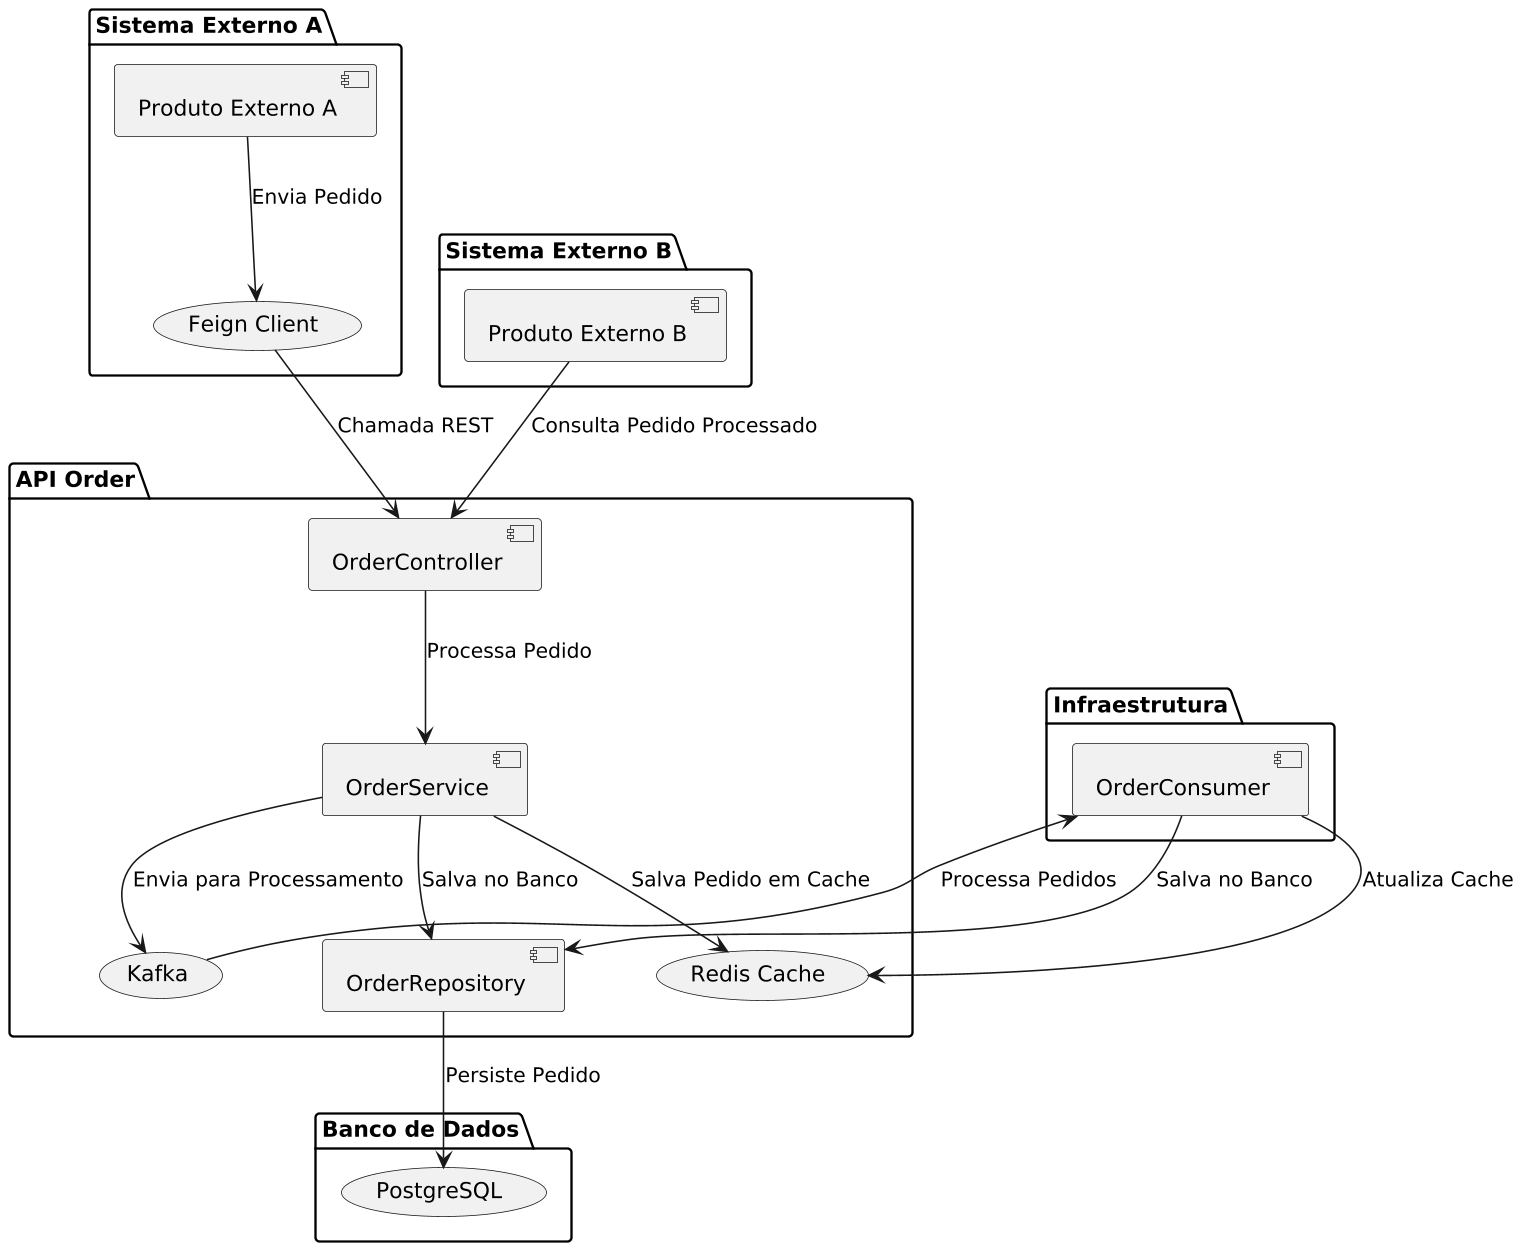 Sistema Externo A
Produto Externo A
Envia Pedido
Sistema Externo B
Feign Client
Produto Externo B
Chamada REST
Consulta Pedido Processado
API Order
OrderController
Processa Pedido
Infraestrutura
OrderService
OrderConsumer
Envia para Processamento
Salva no Banco
Salva Pedido em Cache
Processa Pedidos
Salva no Banco
Atualiza Cache
Kafka
OrderRepository
Redis Cache
Persiste Pedido
Banco de Dados
PostgreSQL